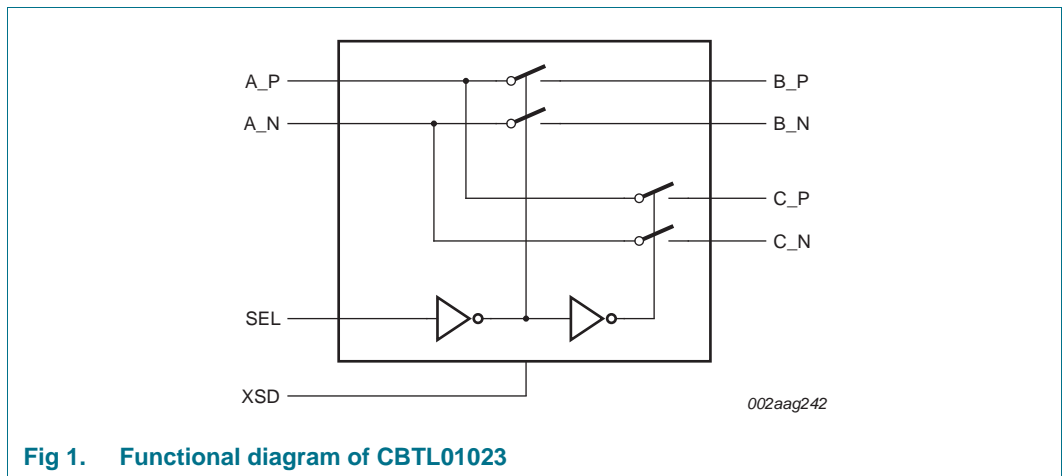 A_P
B_P
A_N
B_N
C_P
C_N
SEL
XSD
002aag242
Fig 1. Functional diagram of CBTL01023